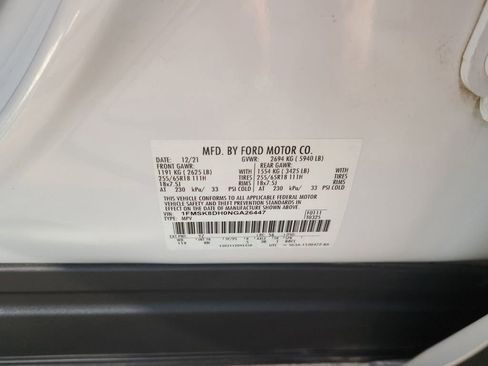 MFD. BY FORD MOTOR CO.
DATE: 12/21 GVWR: 2694 KG ( 5940 LB)
FRONT GAWR: REAR GAWR:
1191 KG ( 2625 LB) WITH 1554 KG ( 3425 LB) WITH
255/65R18 111H TIRES 255/65R18 111H TIRES
18x7.5J RIMS 18x7.5J RIMS
AT 230 kPa/ 33 PSI COLD AT 230 kPa/ 33 PSI COLD
THIS VEHICLE CONFORMS TO ALL APPLICABLE FEDERAL MOTOR
VEHICLE SAFETY AND THEFT PREVENTION STANDARDS IN EFFECT ON THE DATE OF
MANUFACTURE SHOWN ABOVE.
VIN: 1FMSK8DH0NGA26447 F0111
TYPE: MPV